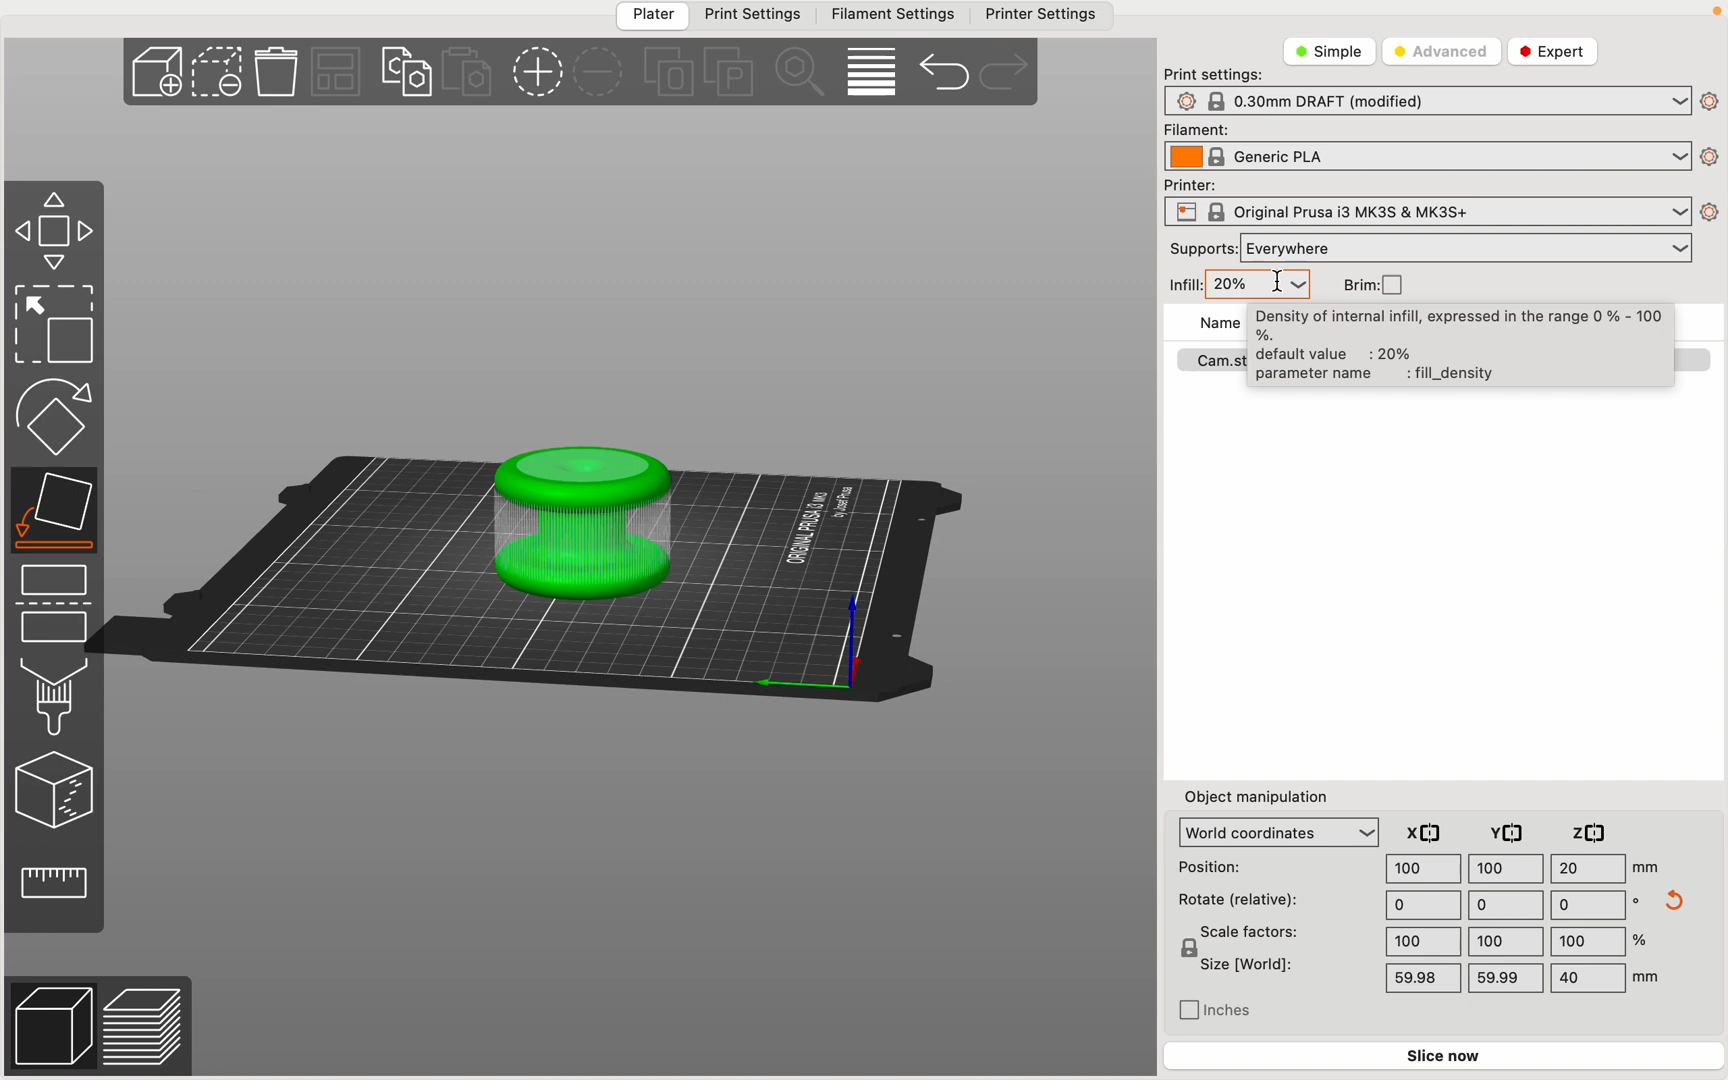 Plater Print Settings Filament Settings Printer Settings
Simple Advanced Expert
Print settings:
0.30mm DRAFT (modified)
Filament:
Generic PLA
Printer:
Original Prusa i3 MK3S & MK3S+
Supports: Everywhere
Infill: 20% Brim:
Name
Density of internal infill, expressed in the range 0 % - 100
%.
default value : 20%
parameter name : fill_density
Cam.st
ORIGINAL PRUSA i3 MK3
by Josef Prusa
Object manipulation
World coordinates X Y Z
Position: 100 100 20 mm
Rotate (relative): 0 0 0 °
Scale factors: 100 100 100 %
Size [World]: 59.98 59.99 40 mm
Inches
Slice now